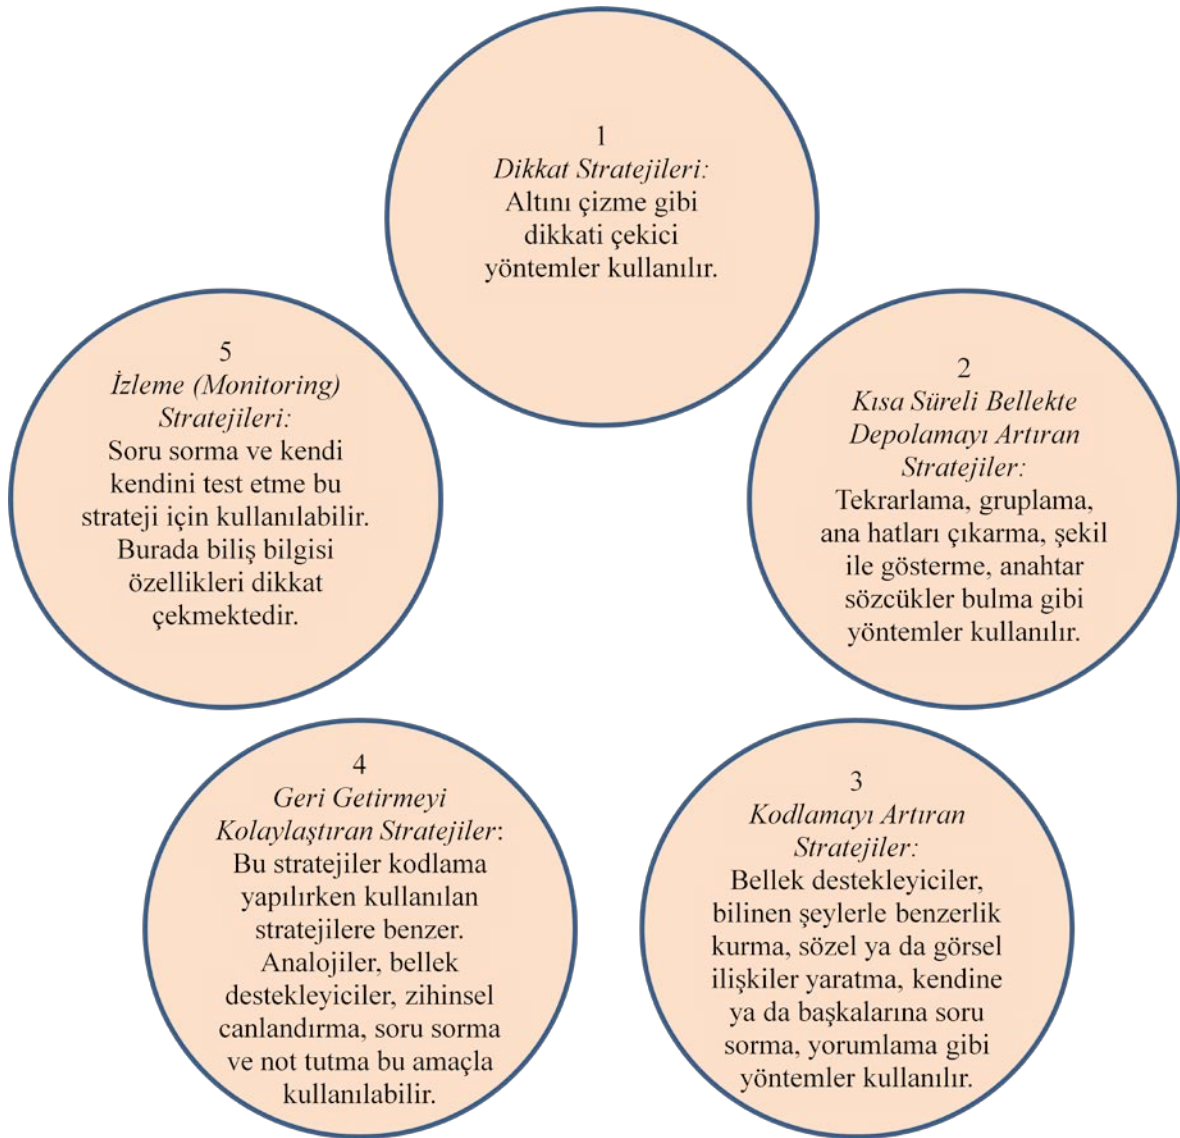 1
Dikkat Stratejileri:
Altını çizme gibi
dikkati çekici
yöntemler kullanılır.
2
Kısa Süreli Bellekte
Depolamayı Artıran
Stratejiler:
Tekrarlama, gruplama,
ana hatları çıkarma, şekil
ile gösterme, anahtar
sözcükler bulma gibi
yöntemler kullanılır.
3
Kodlamayı Artıran
Stratejiler:
Bellek destekleyiciler,
bilinen şeylerle benzerlik
kurma, sözel ya da görsel
ilişkiler yaratma, kendine
ya da başkalarına soru
sorma, yorumlama gibi
yöntemler kullanılır.
4
Geri Getirmeyi
Kolaylaştıran Stratejiler:
Bu stratejiler kodlama
yapılırken kullanılan
stratejilere benzer.
Analojiler, bellek
destekleyiciler, zihinsel
canlandırma, soru sorma
ve not tutma bu amaçla
kullanılabilir.
5
İzleme (Monitoring)
Stratejileri:
Soru sorma ve kendi
kendini test etme bu
strateji için kullanılabilir.
Burada biliş bilgisi
özellikleri dikkat
çekmektedir.